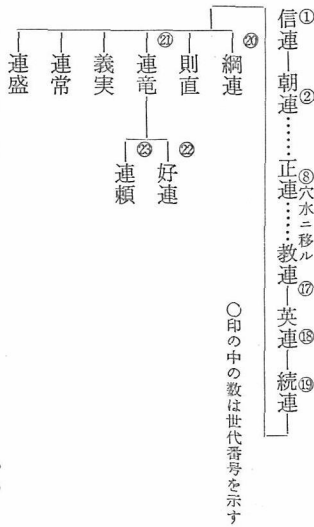 ①信連―朝連②……正連⑧穴水ニ移ル……教連⑰―英連⑱―続連⑲
⑳綱連
則直
㉑連竜
義実
連常
連盛
㉒好連
㉓連頼
○印の中の数は世代番号を示す